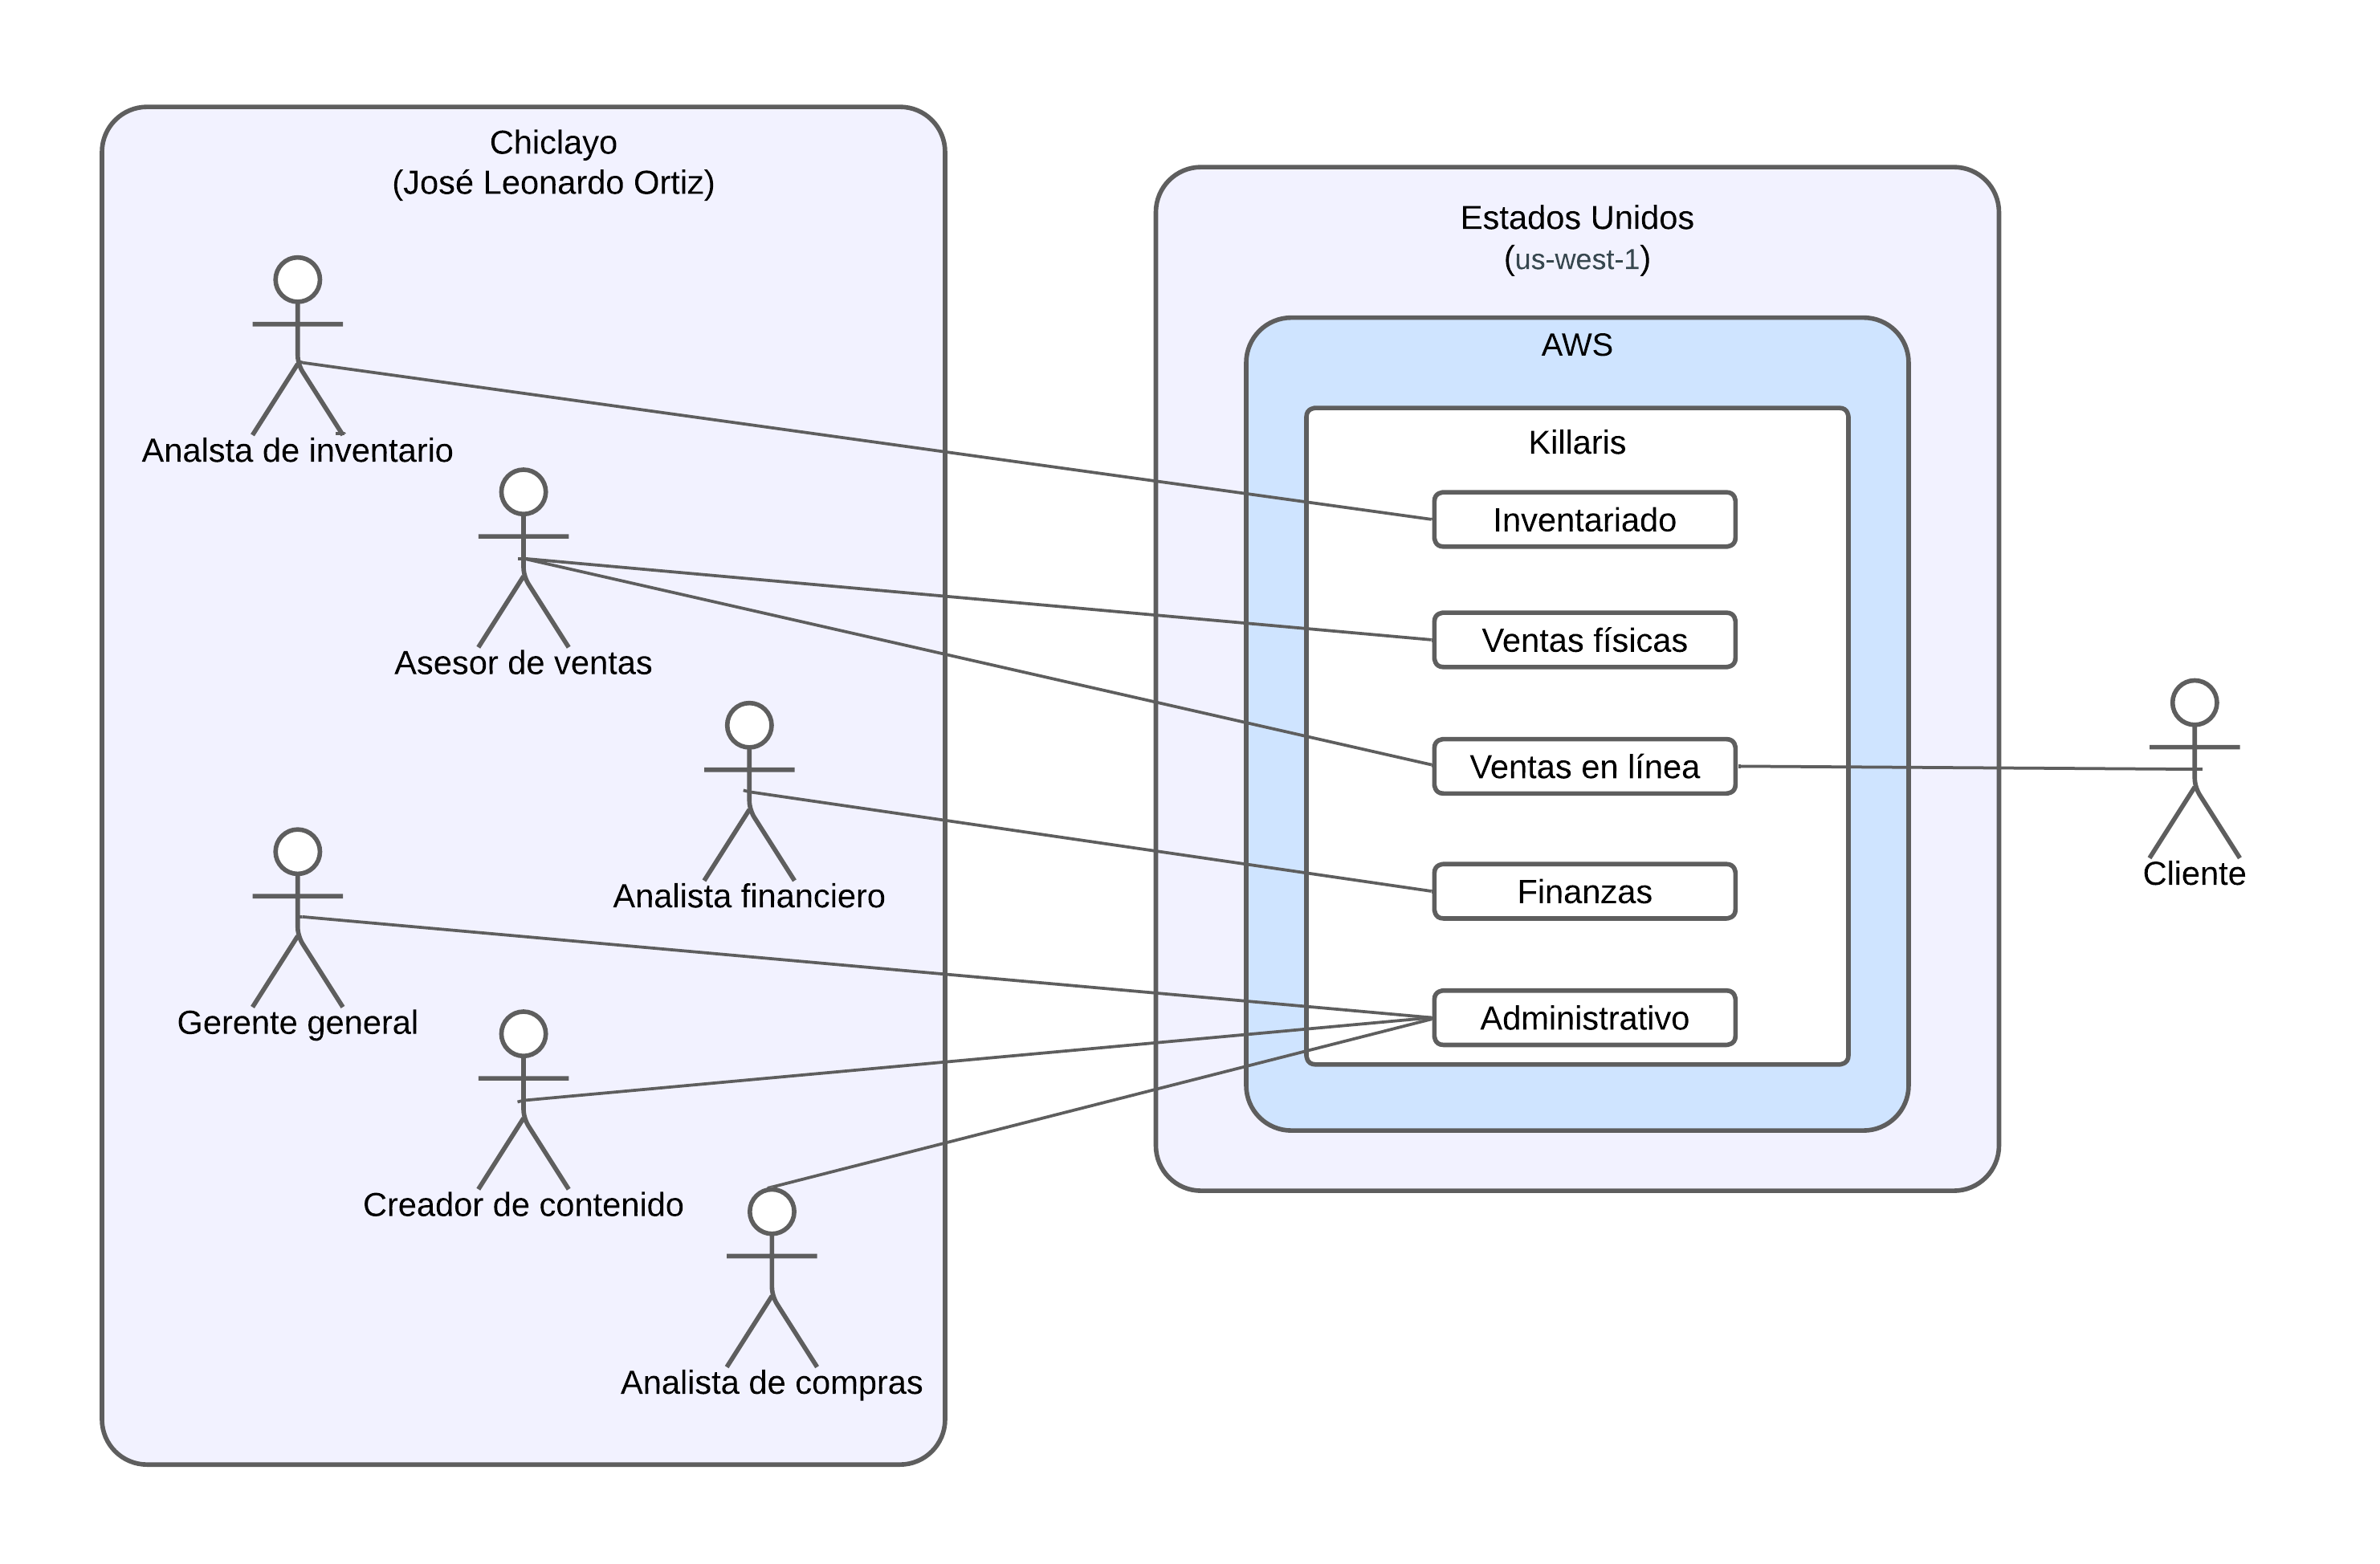 Chiclayo
(José Leonardo Ortiz)
Analsta de inventario
Asesor de ventas
Analista financiero
Gerente general
Creador de contenido
Analista de compras
Estados Unidos
(us-west-1)
AWS
Killaris
Inventariado
Ventas físicas
Ventas en línea
Finanzas
Administrativo
Cliente